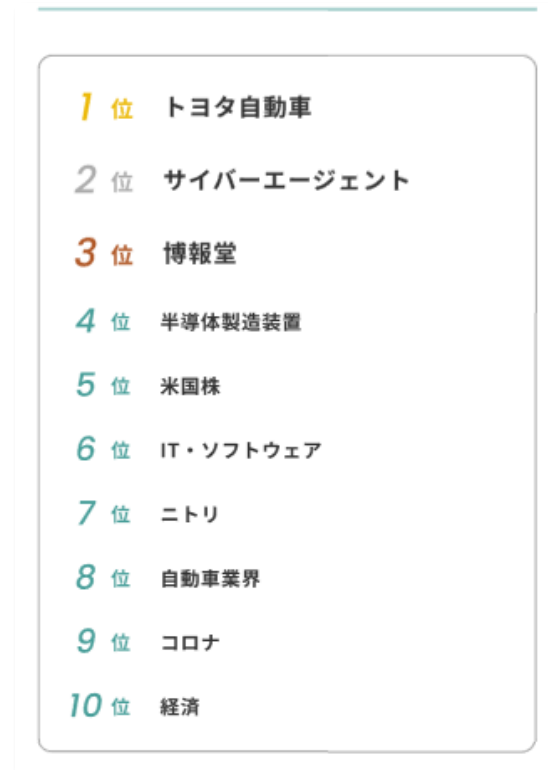 1 位 トヨタ自動車
2 位 サイバーエージェント
3 位 博報堂
4 位 半導体製造装置
5 位 米国株
6 位 IT・ソフトウェア
7 位 ニトリ
8 位 自動車業界
9 位 コロナ
10 位 経済